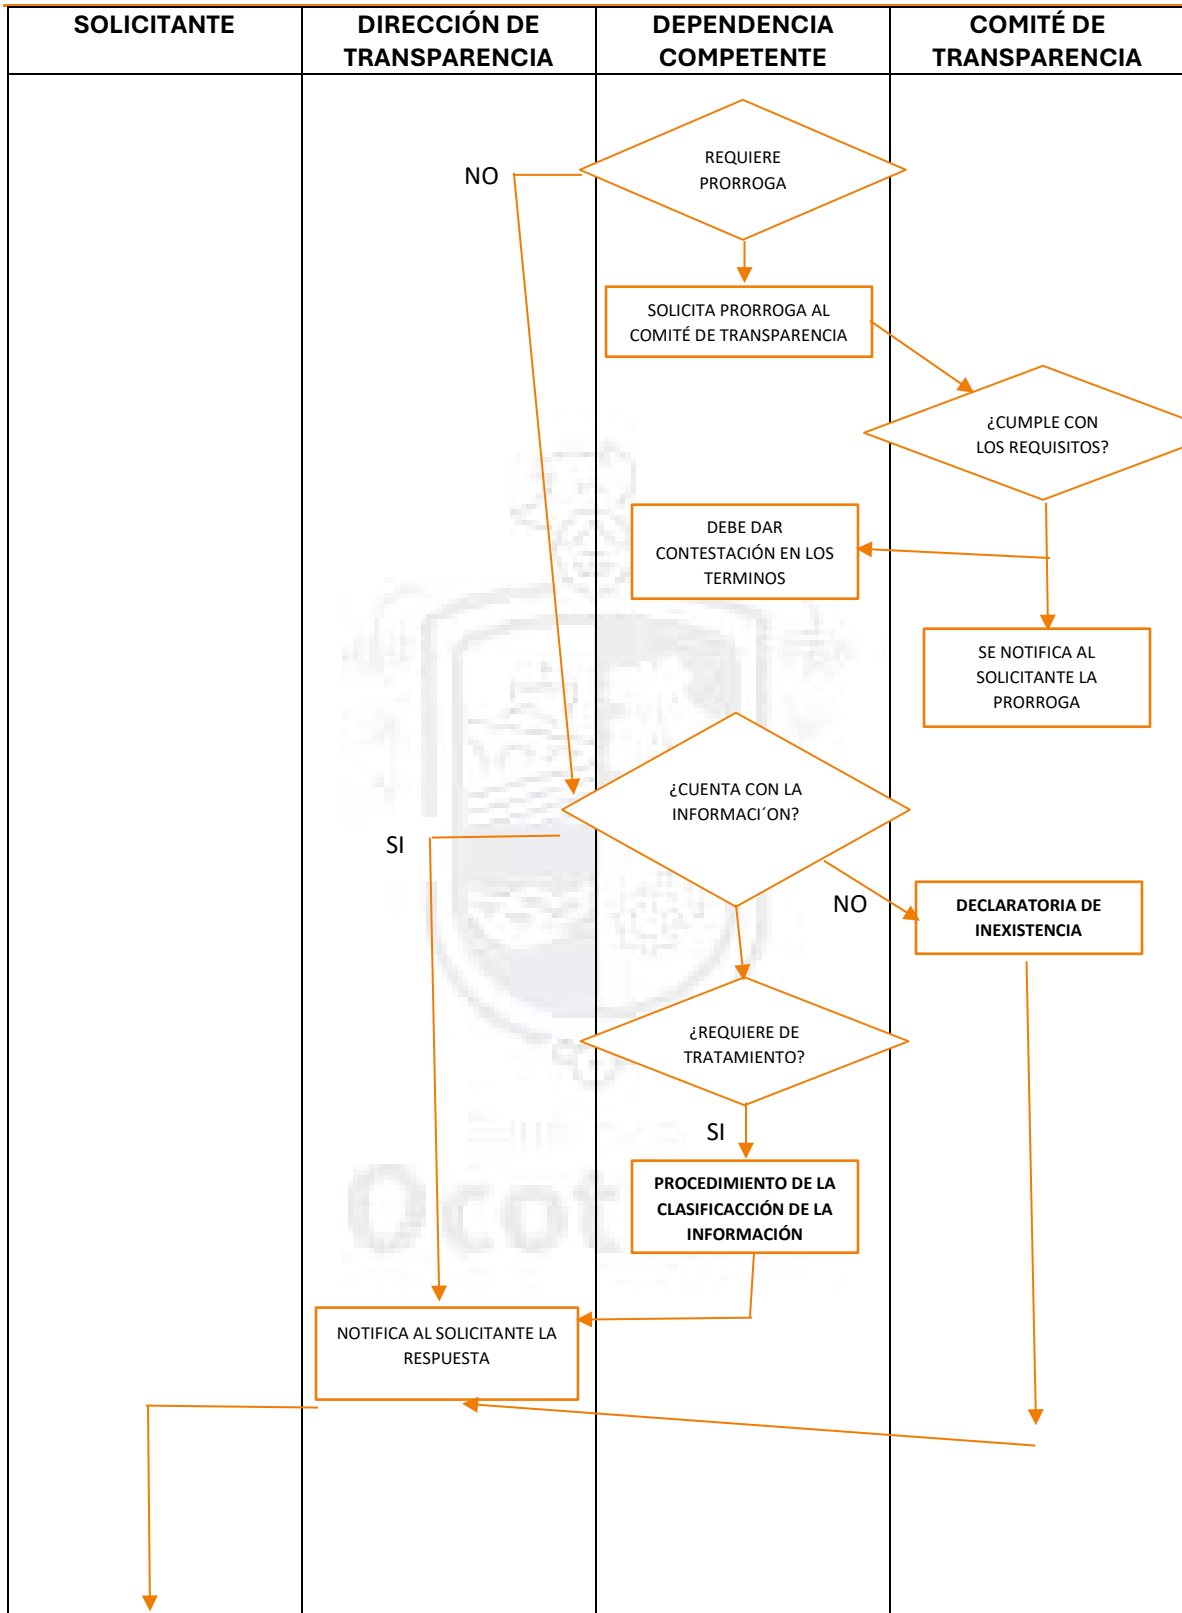 SOLICITANTE
DIRECCIÓN DE
TRANSPARENCIA
DEPENDENCIA
COMPETENTE
COMITÉ DE
TRANSPARENCIA
REQUIERE
PRORROGA
NO
SOLICITA PRORROGA AL
COMITÉ DE TRANSPARENCIA
¿CUMPLE CON
LOS REQUISITOS?
DEBE DAR
CONTESTACIÓN EN LOS
TERMINOS
SE NOTIFICA AL
SOLICITANTE LA
PRORROGA
¿CUENTA CON LA
INFORMACI´ON?
SI
NO
DECLARATORIA DE
INEXISTENCIA
¿REQUIERE DE
TRATAMIENTO?
SI
PROCEDIMIENTO DE LA
CLASIFICACCIÓN DE LA
INFORMACIÓN
Ocot
NOTIFICA AL SOLICITANTE LA
RESPUESTA